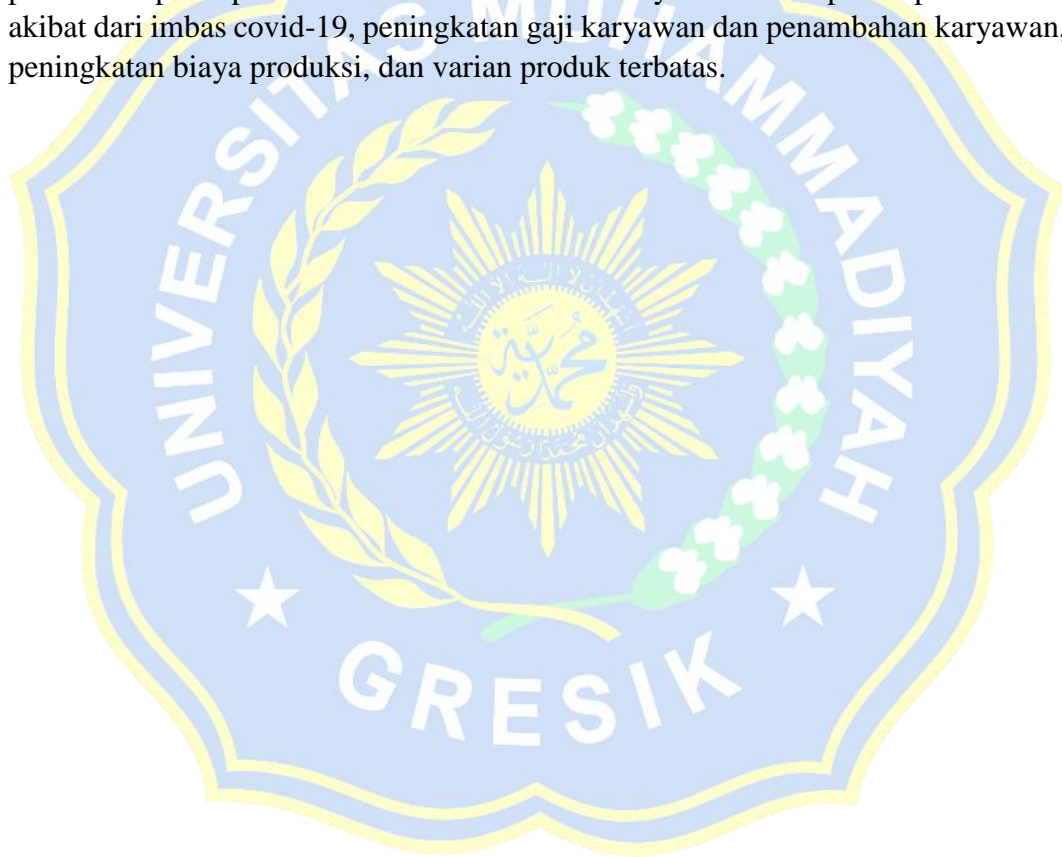 akibat dari imbas covid-19, peningkatan gaji karyawan dan penambahan karyawan,
peningkatan biaya produksi, dan varian produk terbatas.
UNIVERSITAS MUHAMMADIYAH
محمدية
GRESIK